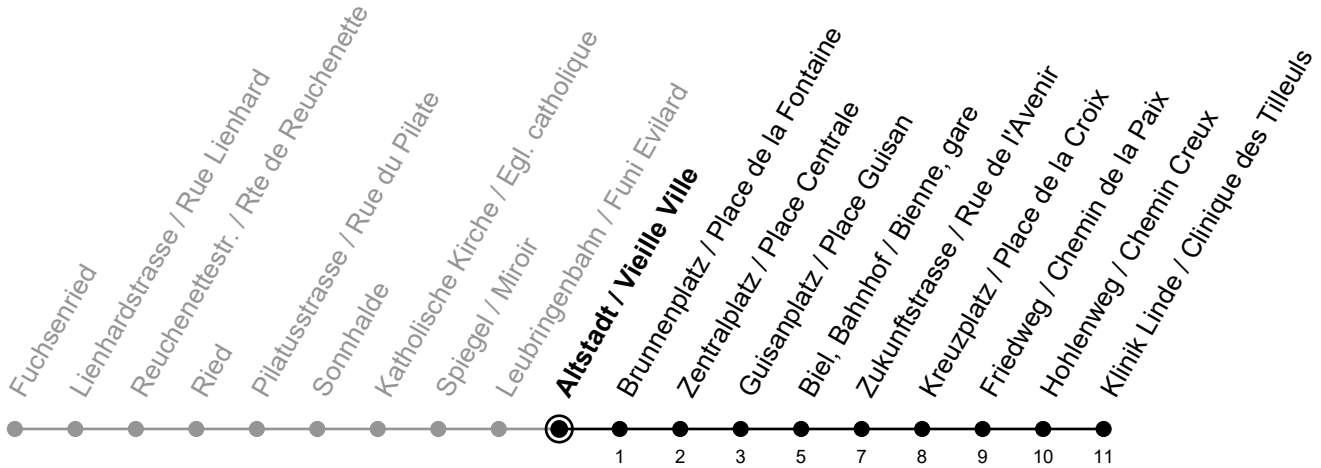 Fuchsenried
Lienhardstrasse / Rue Lienhard
Reuchenettestr. / Rte de Reuchenette
Ried
Pilatusstrasse / Rue du Pilate
Sonnhalde
Katholische Kirche / Egl. catholique
Spiegel / Miroir
Leubringenbahn / Funi Evilard
Altstadt / Vieille Ville
Brunnenplatz / Place de la Fontaine
Zentralplatz / Place Centrale
Guisanplatz / Place Guisan
Biel, Bahnhof / Bienne, gare
Zukunftstrasse / Rue de l'Avenir
Kreuzplatz / Place de la Croix
Friedweg / Chemin de la Paix
Hohlenweg / Chemin Creux
Klinik Linde / Clinique des Tilleuls
1 2 3 5 7 8 9 10 11